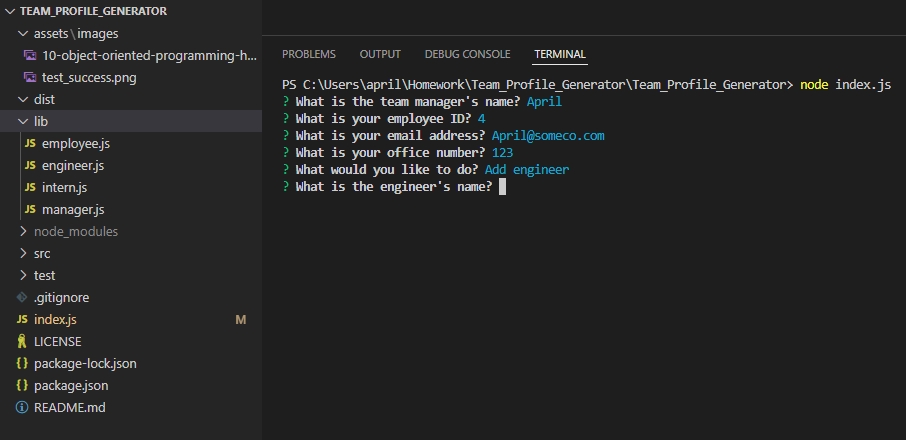 TEAM_PROFILE_GENERATOR
assets\images
10-object-oriented-programming-h...
test_success.png
dist
lib
JS employee.js
JS engineer.js
JS intern.js
JS manager.js
node_modules
src
test
.gitignore
JS index.js M
LICENSE
{} package-lock.json
{} package.json
README.md
PROBLEMS OUTPUT DEBUG CONSOLE TERMINAL
PS C:\Users\april\Homework\Team_Profile_Generator\Team_Profile_Generator> node index.js
? What is the team manager's name? April
? What is your employee ID? 4
? What is your email address? April@someco.com
? What is your office number? 123
? What would you like to do? Add engineer
? What is the engineer's name?